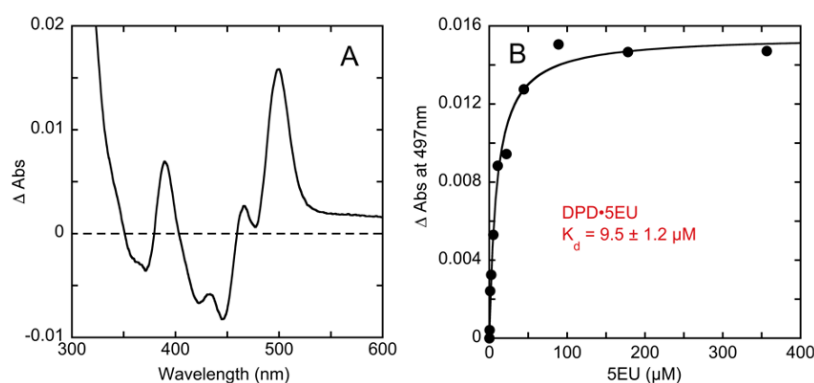 A
Δ Abs
0.02
0.01
0
-0.01
300
400
500
600
Wavelength (nm)
B
Δ Abs at 497nm
0.016
0.012
0.008
0.004
0
DPD•5EU
K_d = 9.5 ± 1.2 µM
0
100
200
300
400
5EU (µM)